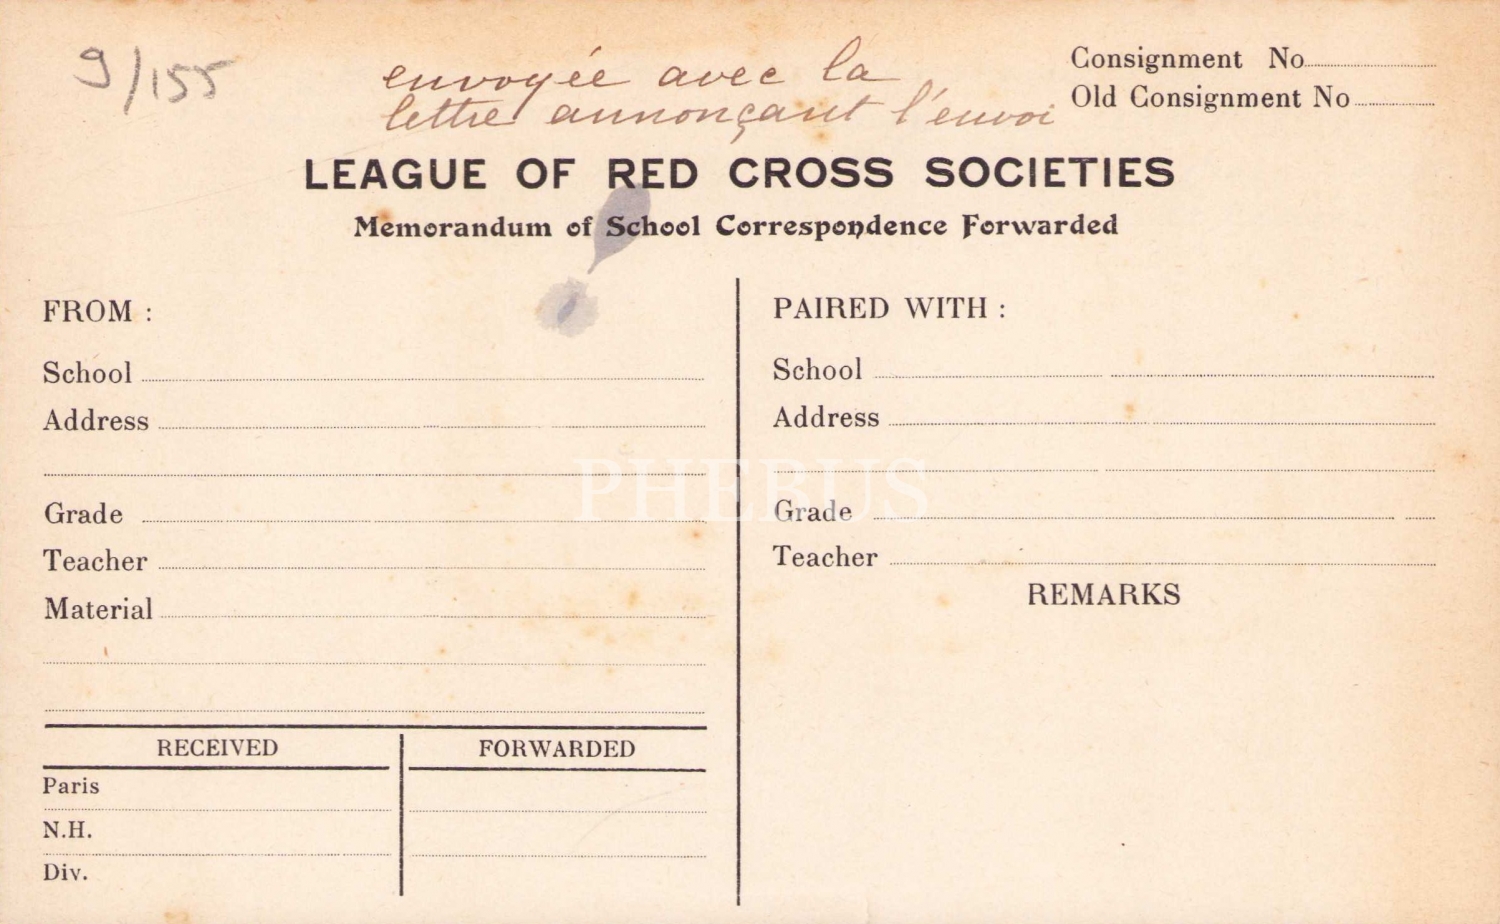 9/155
envoyée avec la
lettre annonçant l'envoi
Consignment No
Old Consignment No
LEAGUE OF RED CROSS SOCIETIES
Memorandum of School Correspondence Forwarded
FROM :
School
Address
Grade
Teacher
Material
RECEIVED FORWARDED
Paris
N.H.
Div.
PAIRED WITH :
School
Address
Grade
Teacher
REMARKS
PHEBUS